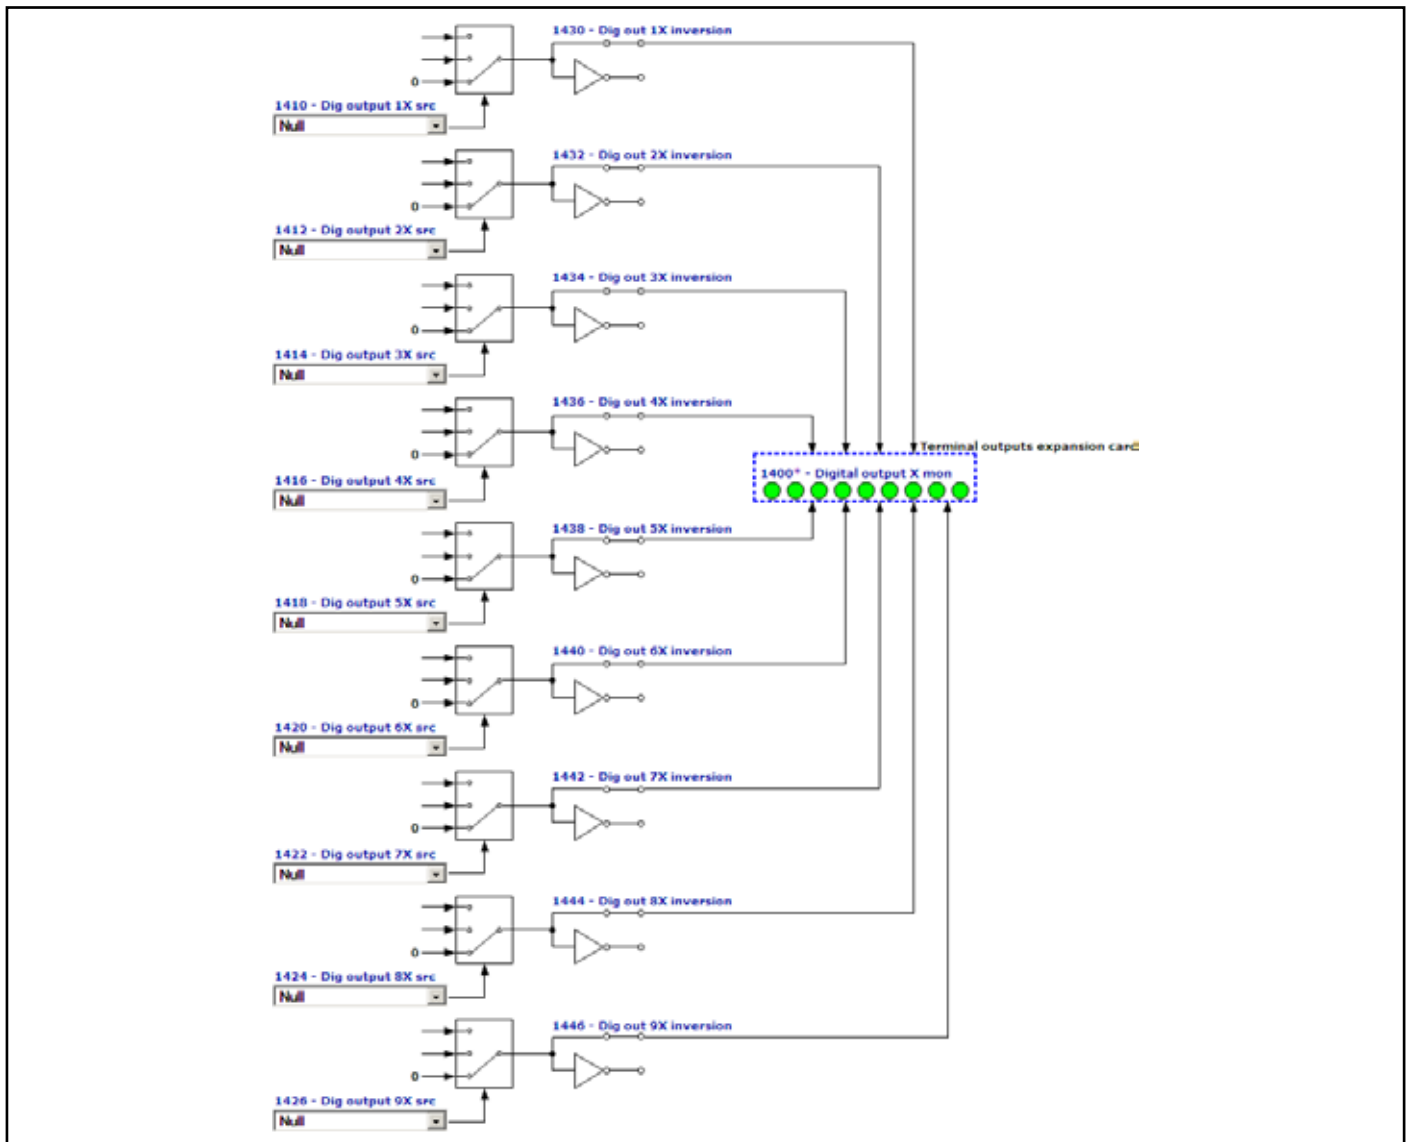 1430 - Dig out 1X inversion
0
1410 - Dig output 1X src
Null
1432 - Dig out 2X inversion
0
1412 - Dig output 2X src
Null
1434 - Dig out 3X inversion
0
1414 - Dig output 3X src
Null
1436 - Dig out 4X inversion
Terminal outputs expansion card
0
1400* - Digital output X mon
1416 - Dig output 4X src
Null
1438 - Dig out 5X inversion
0
1418 - Dig output 5X src
Null
1440 - Dig out 6X inversion
0
1420 - Dig output 6X src
Null
1442 - Dig out 7X inversion
0
1422 - Dig output 7X src
Null
1444 - Dig out 8X inversion
0
1424 - Dig output 8X src
Null
1446 - Dig out 9X inversion
0
1426 - Dig output 9X src
Null